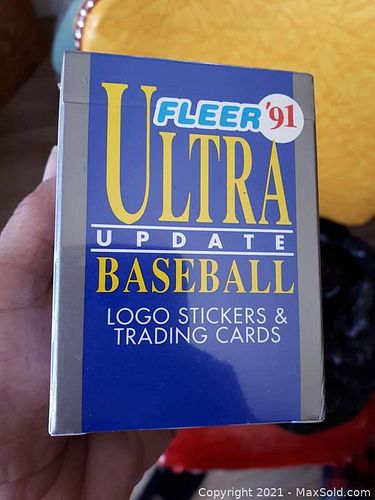 FLEER '91
ULTRA
UPDATE
BASEBALL
LOGO STICKERS &
TRADING CARDS
Copyright 2021 - MaxSold.com